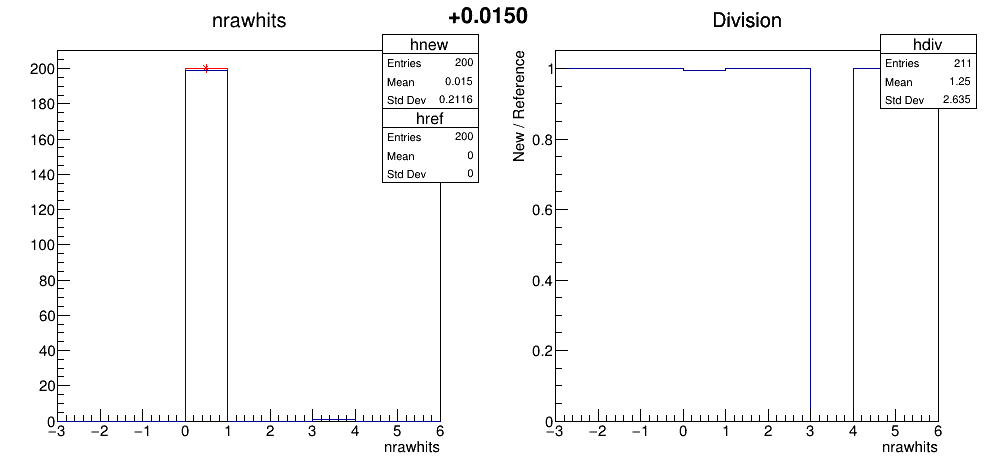 nrawhits
+0.0150
Division
hnew
Entries 200
Mean 0.015
Std Dev 0.2116
href
Entries 200
Mean 0
Std Dev 0
200
180
160
140
120
100
80
60
40
20
0
−3 −2 −1 0 1 2 3 4 5 6
nrawhits
hdiv
Entries 211
Mean 1.25
Std Dev 2.635
New / Reference
1
0.8
0.6
0.4
0.2
0
−3 −2 −1 0 1 2 3 4 5 6
nrawhits